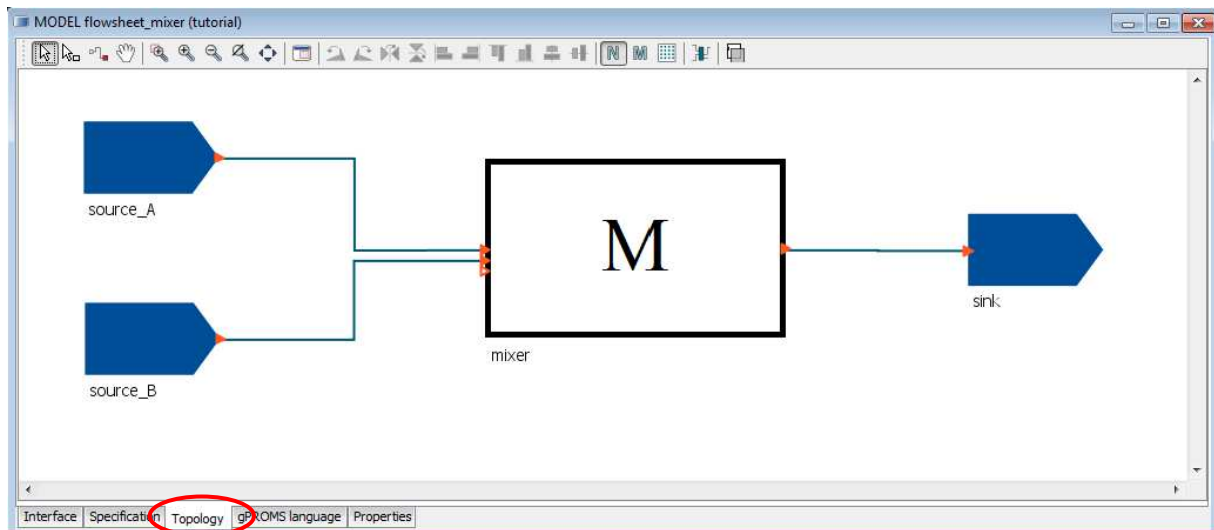 MODEL flowsheet_mixer (tutorial)
N M
source_A
M
sink
mixer
source_B
Interface Specification Topology gPROMS language Properties